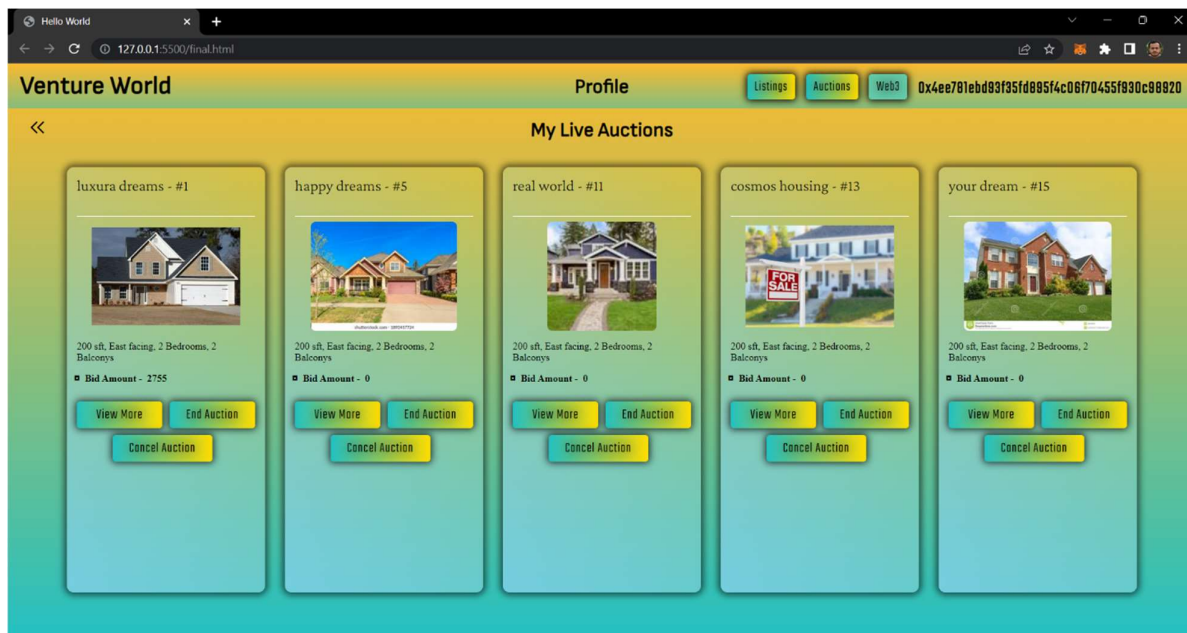 Hello World
127.0.0.1:5500/final.html
Venture World
Profile
Listings
Auctions
Web3
0x4ee781ebd93f35fd895f4c06f70455f930c98920
My Live Auctions
luxura dreams - #1
200 sft, East facing, 2 Bedrooms, 2
Balconys
Bid Amount - 2755
View More
End Auction
Cancel Auction
happy dreams - #5
200 sft, East facing, 2 Bedrooms, 2
Balconys
Bid Amount - 0
View More
End Auction
Cancel Auction
real world - #11
200 sft, East facing, 2 Bedrooms, 2
Balconys
Bid Amount - 0
View More
End Auction
Cancel Auction
cosmos housing - #13
FOR
SALE
200 sft, East facing, 2 Bedrooms, 2
Balconys
Bid Amount - 0
View More
End Auction
Cancel Auction
your dream - #15
200 sft, East facing, 2 Bedrooms, 2
Balconys
Bid Amount - 0
View More
End Auction
Cancel Auction